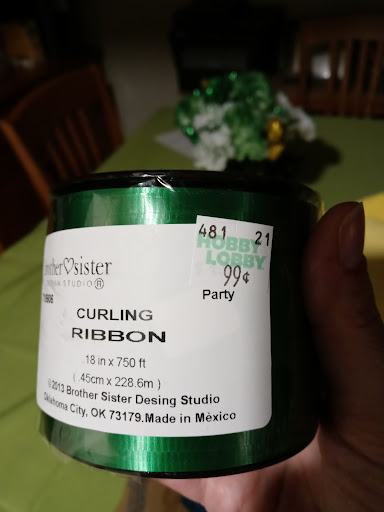 481 21
HOBBY
LOBBY
99¢
Party
brother♡sister
DESIGN STUDIO®
CURLING
RIBBON
.18 in x 750 ft
( .45cm x 228.6m )
©2013 Brother Sister Desing Studio
Oklahoma City, OK 73179.Made in México